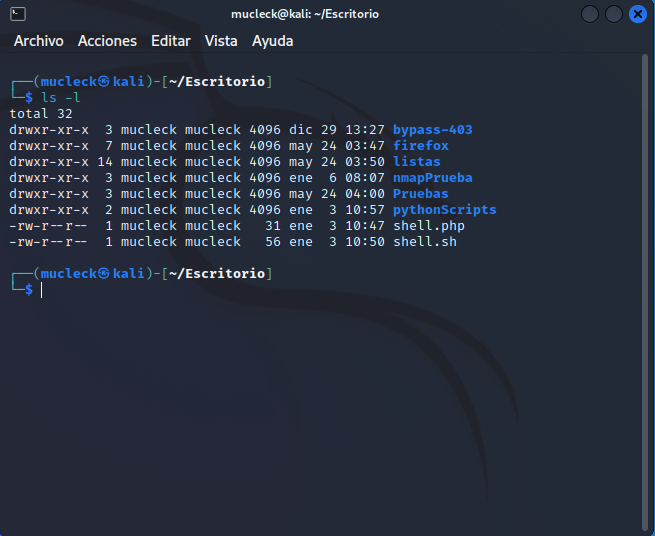 mucleck@kali: ~/Escritorio
Archivo Acciones Editar Vista Ayuda
┌──(mucleck㉿kali)-[~/Escritorio]
└─$ ls -l
total 32
drwxr-xr-x  3 mucleck mucleck 4096 dic 29 13:27 bypass-403
drwxr-xr-x  7 mucleck mucleck 4096 may 24 03:47 firefox
drwxr-xr-x 14 mucleck mucleck 4096 may 24 03:50 listas
drwxr-xr-x  3 mucleck mucleck 4096 ene  6 08:07 nmapPrueba
drwxr-xr-x  3 mucleck mucleck 4096 may 24 04:00 Pruebas
drwxr-xr-x  2 mucleck mucleck 4096 ene  3 10:57 pythonScripts
-rw-r--r--  1 mucleck mucleck   31 ene  3 10:47 shell.php
-rw-r--r--  1 mucleck mucleck   56 ene  3 10:50 shell.sh
┌──(mucleck㉿kali)-[~/Escritorio]
└─$